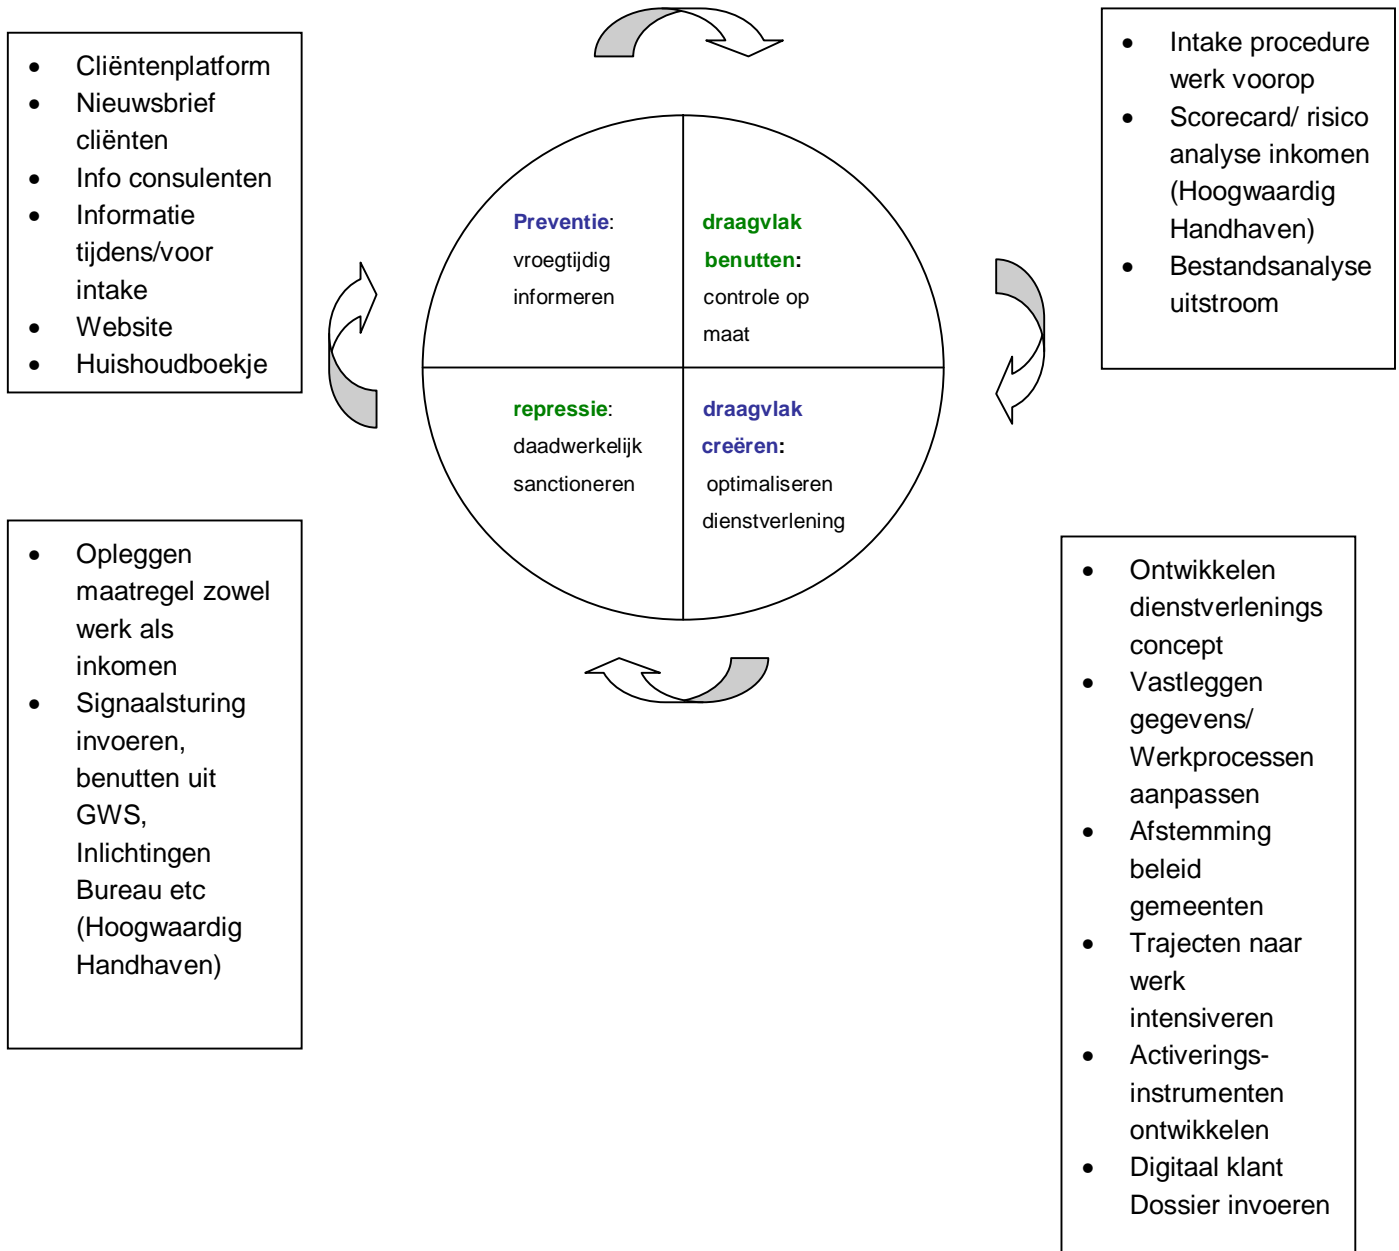 • Cliëntenplatform
• Nieuwsbrief
cliënten
• Info consulenten
• Informatie
tijdens/voor
intake
• Website
• Huishoudboekje
Preventie:
vroegtijdig
informeren
draagvlak
benutten:
controle op
maat
• Intake procedure
werk voorop
• Scorecard/ risico
analyse inkomen
(Hoogwaardig
Handhaven)
• Bestandsanalyse
uitstroom
repressie:
daadwerkelijk
sanctioneren
draagvlak
creëren:
optimaliseren
dienstverlening
• Opleggen
maatregel zowel
werk als
inkomen
• Signaalsturing
invoeren,
benutten uit
GWS,
Inlichtingen
Bureau etc
(Hoogwaardig
Handhaven)
• Ontwikkelen
dienstverlenings
concept
• Vastleggen
gegevens/
Werkprocessen
aanpassen
• Afstemming
beleid
gemeenten
• Trajecten naar
werk
intensiveren
• Activerings-
instrumenten
ontwikkelen
• Digitaal klant
Dossier invoeren